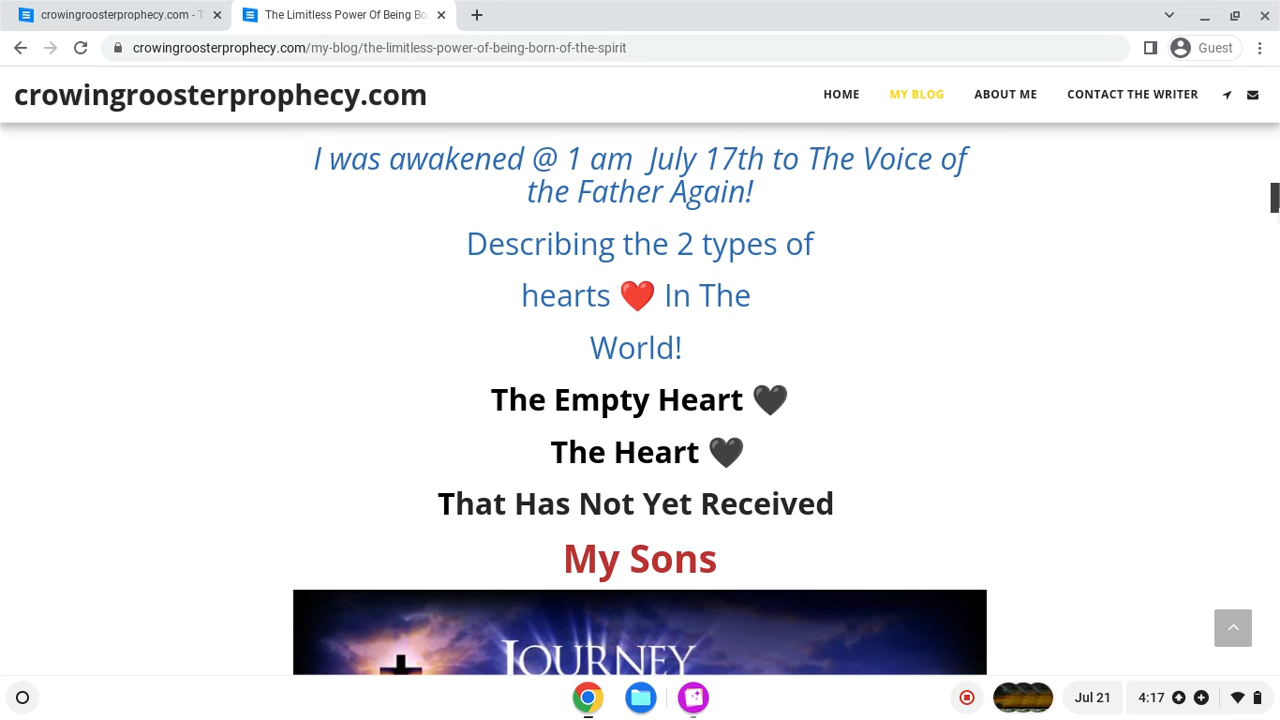 crowingroosterprophecy.com - T
The Limitless Power Of Being Bo
crowingroosterprophecy.com/my-blog/the-limitless-power-of-being-born-of-the-spirit
Guest
crowingroosterprophecy.com
HOME
MY BLOG
ABOUT ME
CONTACT THE WRITER
I was awakened @ 1 am July 17th to The Voice of
the Father Again!
Describing the 2 types of
hearts ❤️ In The
World!
The Empty Heart 🖤
The Heart 🖤
That Has Not Yet Received
My Sons
JOURNEY
Jul 21
4:17